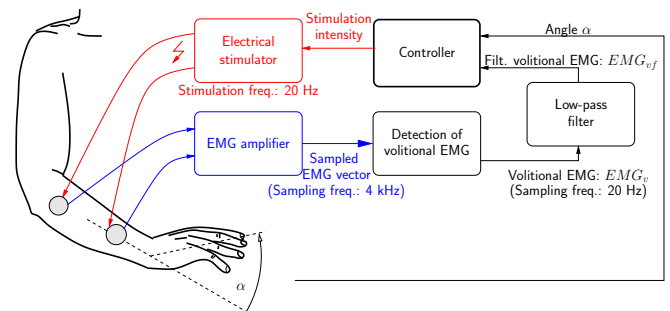 Stimulation
intensity
Electrical
stimulator
Stimulation freq.: 20 Hz
Controller
Angle α
Filt. volitional EMG: EMG_vf
Low-pass
filter
EMG amplifier
Sampled
EMG vector
(Sampling freq.: 4 kHz)
Detection of
volitional EMG
Volitional EMG: EMG_v
(Sampling freq.: 20 Hz)
α